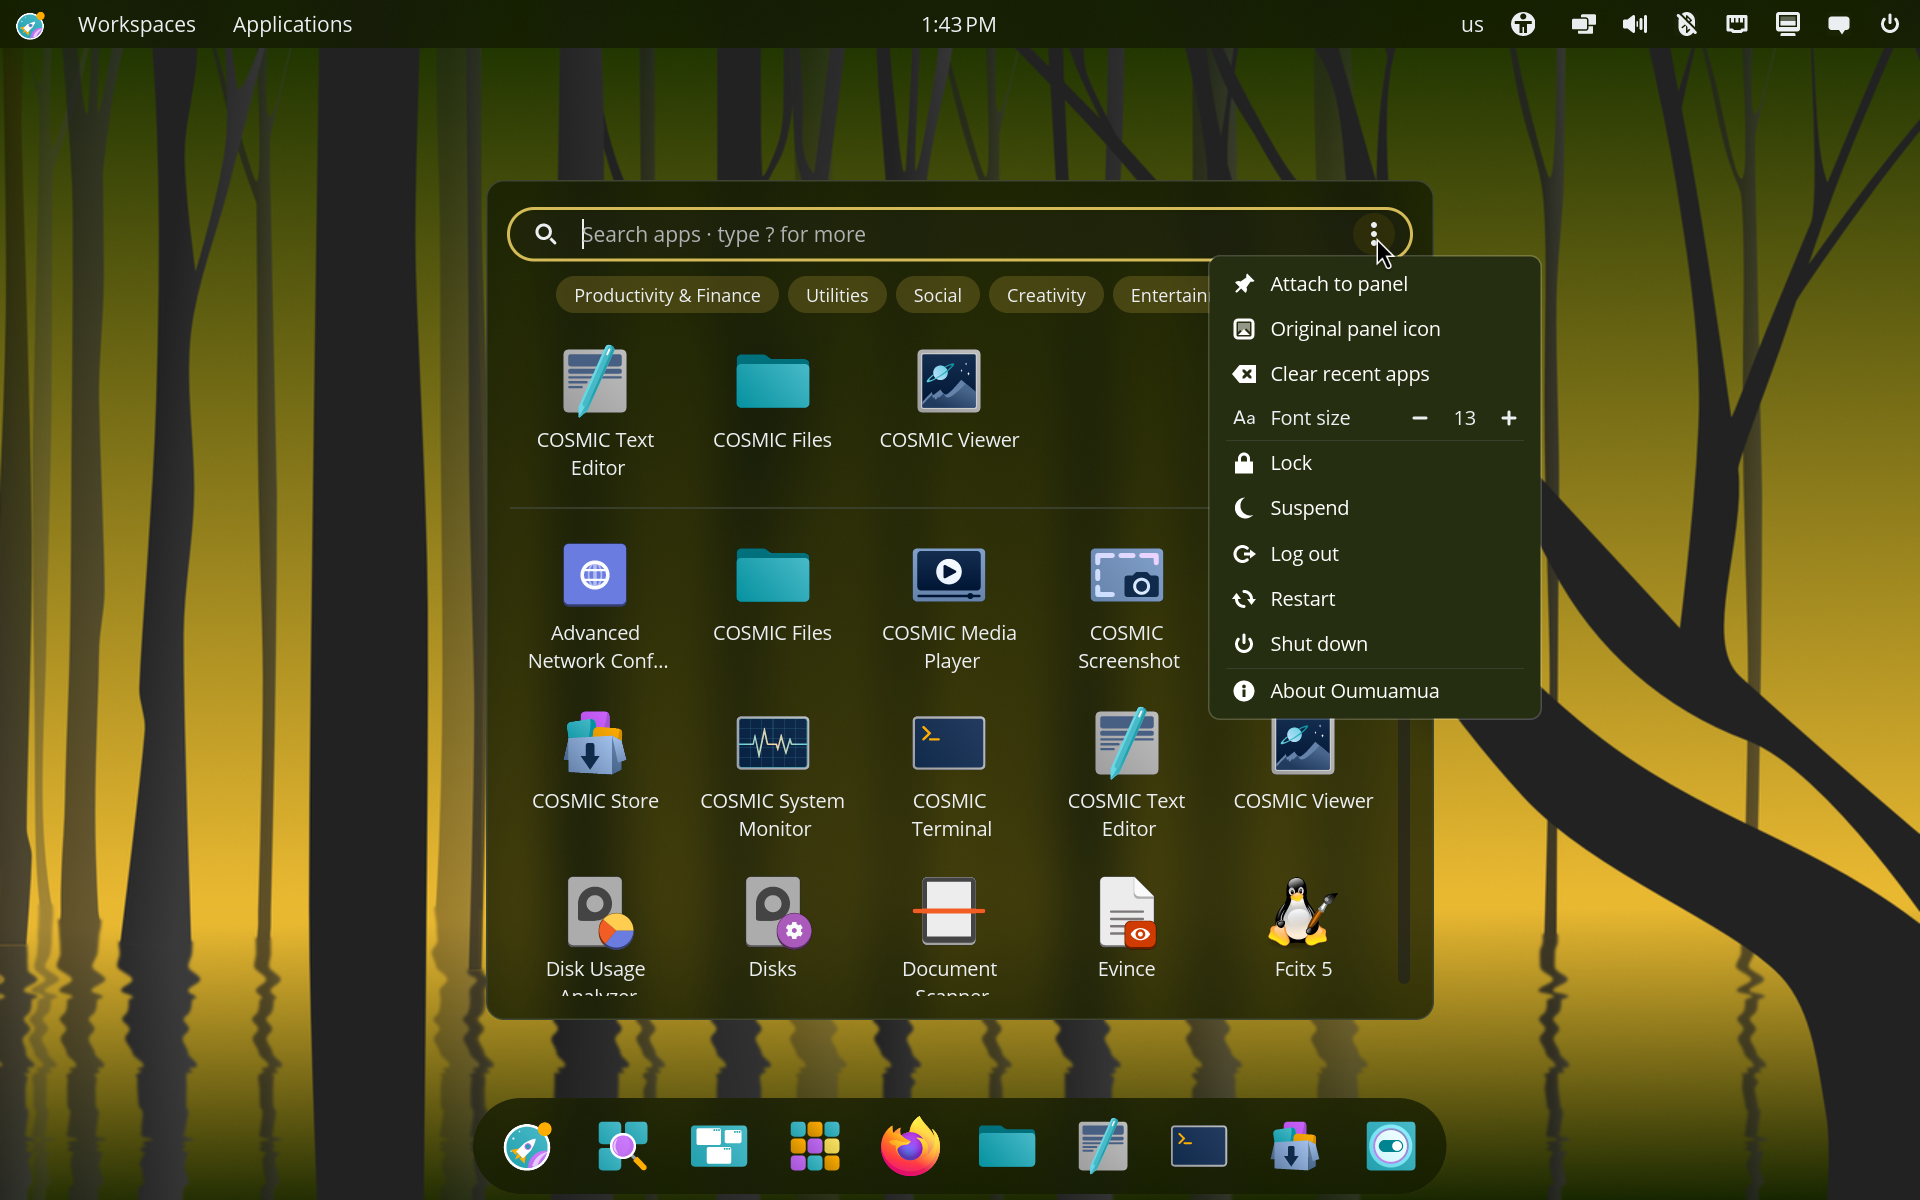 Workspaces
Applications
1:43 PM
us
Search apps · type ? for more
Productivity & Finance
Utilities
Social
Creativity
Entertain
Attach to panel
Original panel icon
Clear recent apps
Aa Font size − 13 +
Lock
Suspend
Log out
Restart
Shut down
About Oumuamua
COSMIC Text
Editor
COSMIC Files
COSMIC Viewer
Advanced
Network Conf...
COSMIC Files
COSMIC Media
Player
COSMIC
Screenshot
COSMIC Store
COSMIC System
Monitor
COSMIC
Terminal
COSMIC Text
Editor
COSMIC Viewer
Disk Usage
Analyzer
Disks
Document
Scanner
Evince
Fcitx 5